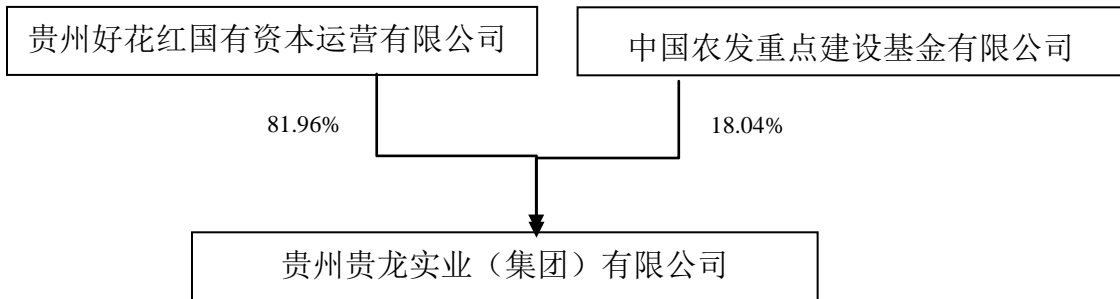 贵州好花红国有资本运营有限公司
中国农发重点建设基金有限公司
81.96%
18.04%
贵州贵龙实业（集团）有限公司